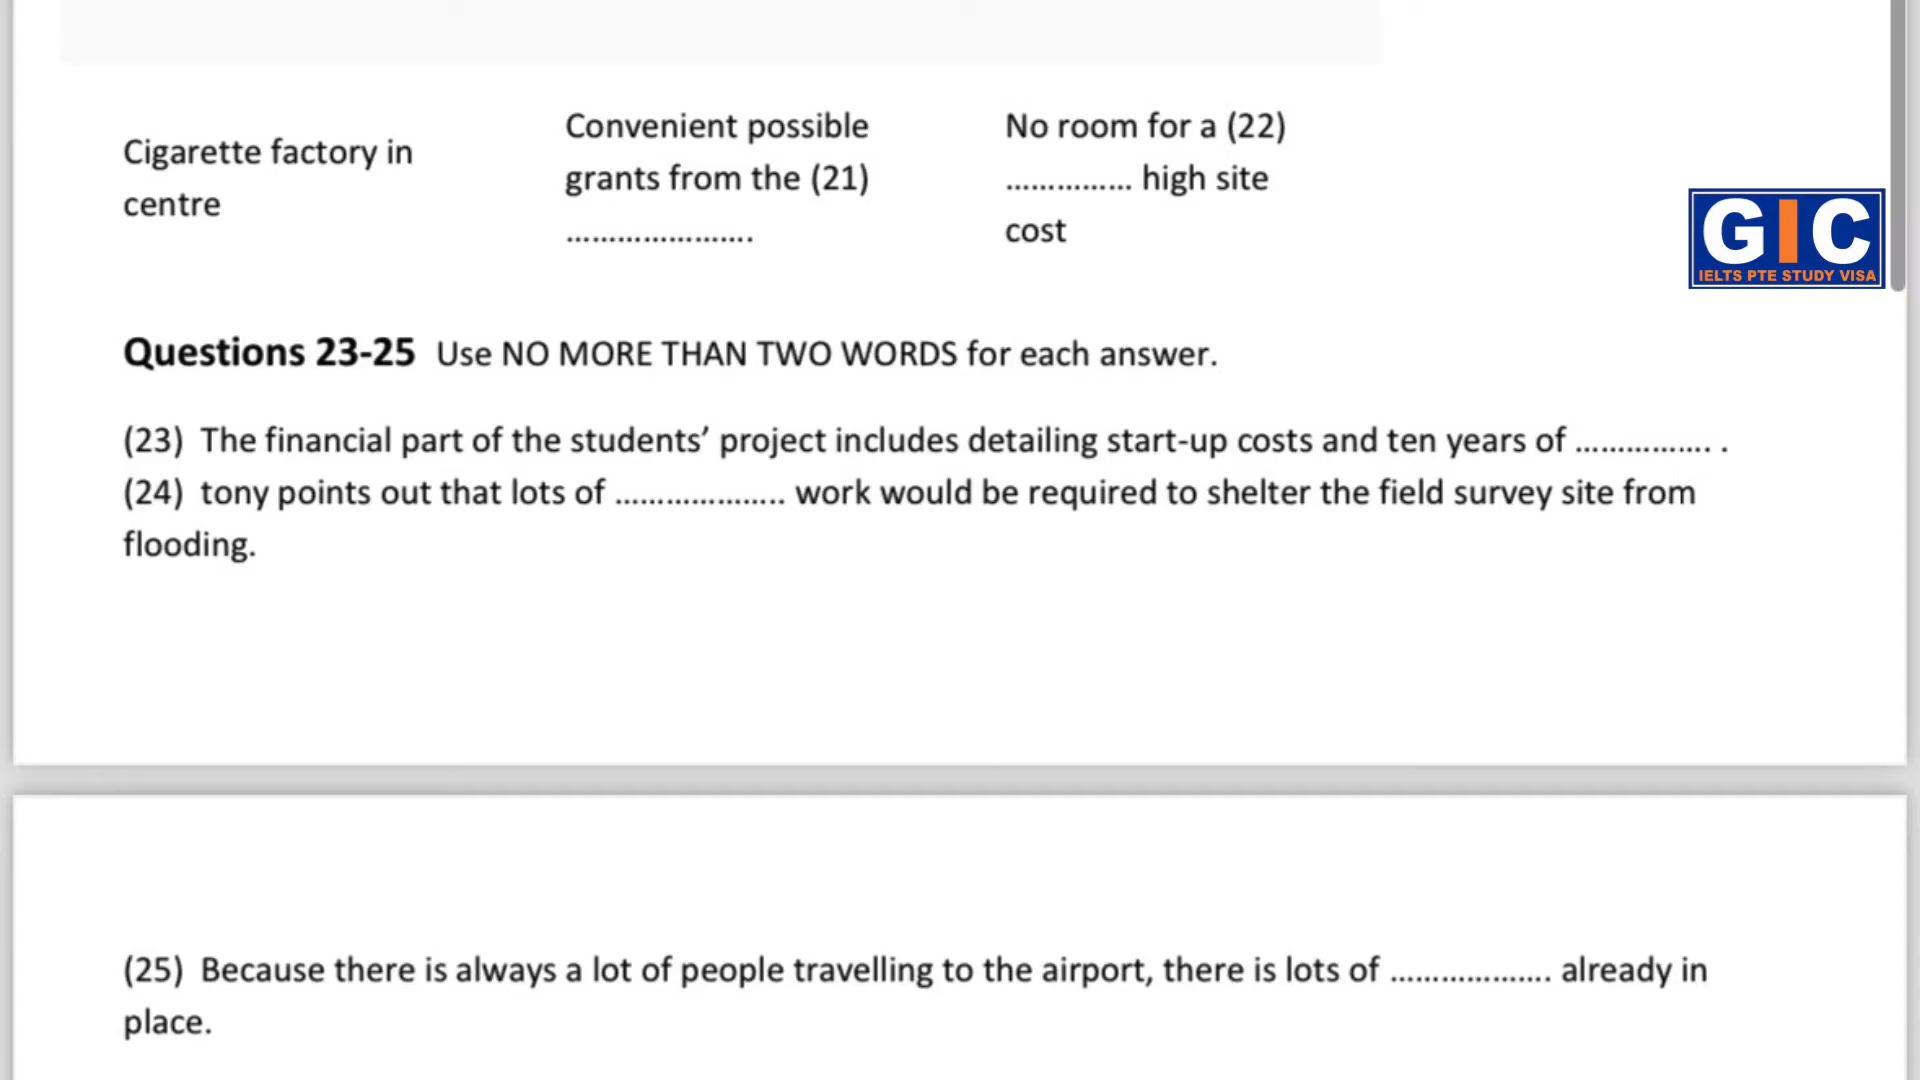 Cigarette factory in
centre
Convenient possible
grants from the (21)
......................
No room for a (22)
............... high site
cost
GIC
IELTS PTE STUDY VISA
Questions 23-25 Use NO MORE THAN TWO WORDS for each answer.
(23) The financial part of the students’ project includes detailing start-up costs and ten years of ................ .
(24) tony points out that lots of .................... work would be required to shelter the field survey site from
flooding.
(25) Because there is always a lot of people travelling to the airport, there is lots of ................... already in
place.